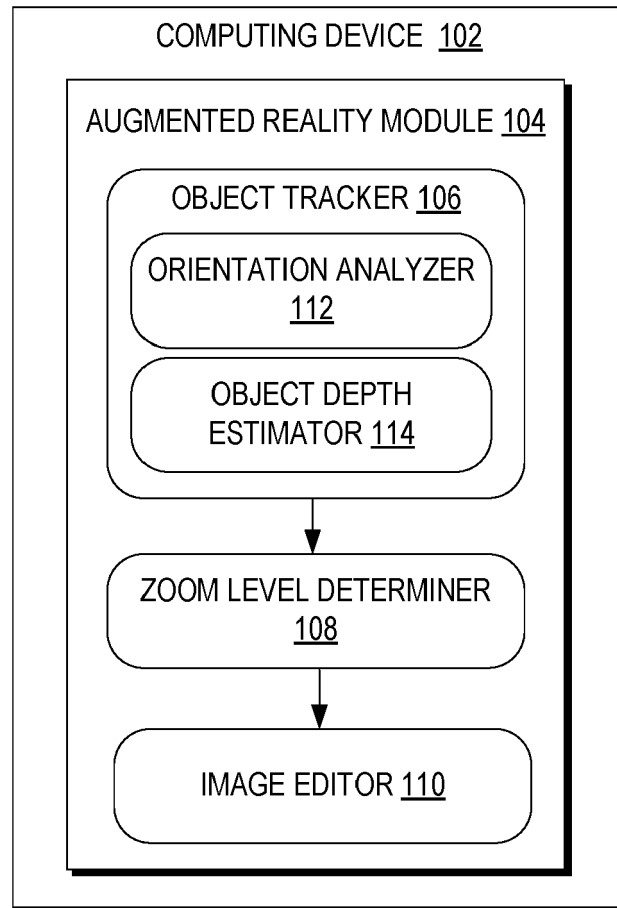 COMPUTING DEVICE 102
AUGMENTED REALITY MODULE 104
OBJECT TRACKER 106
ORIENTATION ANALYZER
112
OBJECT DEPTH
ESTIMATOR 114
ZOOM LEVEL DETERMINER
108
IMAGE EDITOR 110